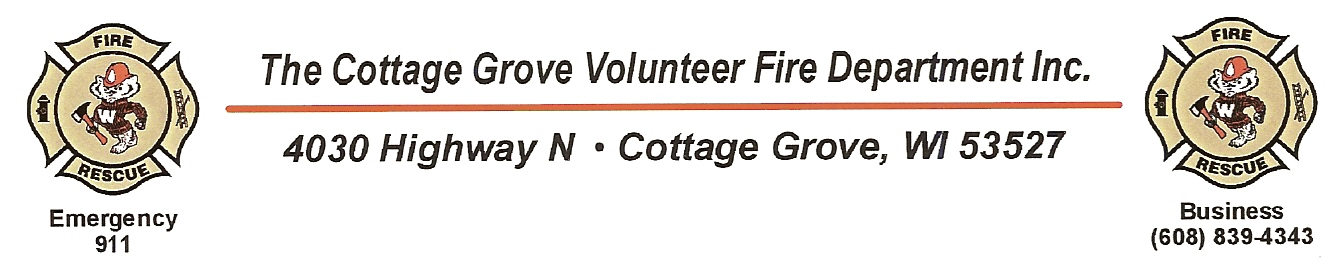 FIRE
W
RESCUE
Emergency
911
The Cottage Grove Volunteer Fire Department Inc.
4030 Highway N • Cottage Grove, WI 53527
FIRE
W
RESCUE
Business
(608) 839-4343